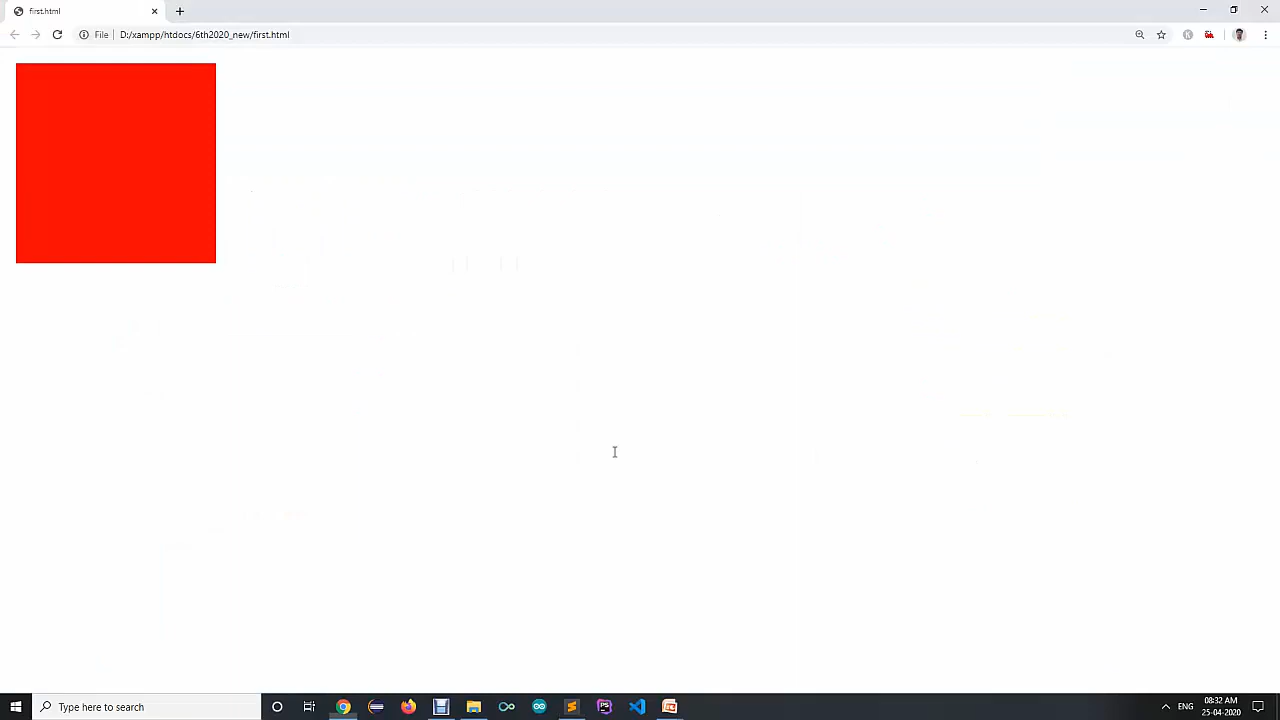 first.html
File
D:/xampp/htdocs/6th2020_new/first.html
Type here to search
ENG
08:32 AM
25-04-2020